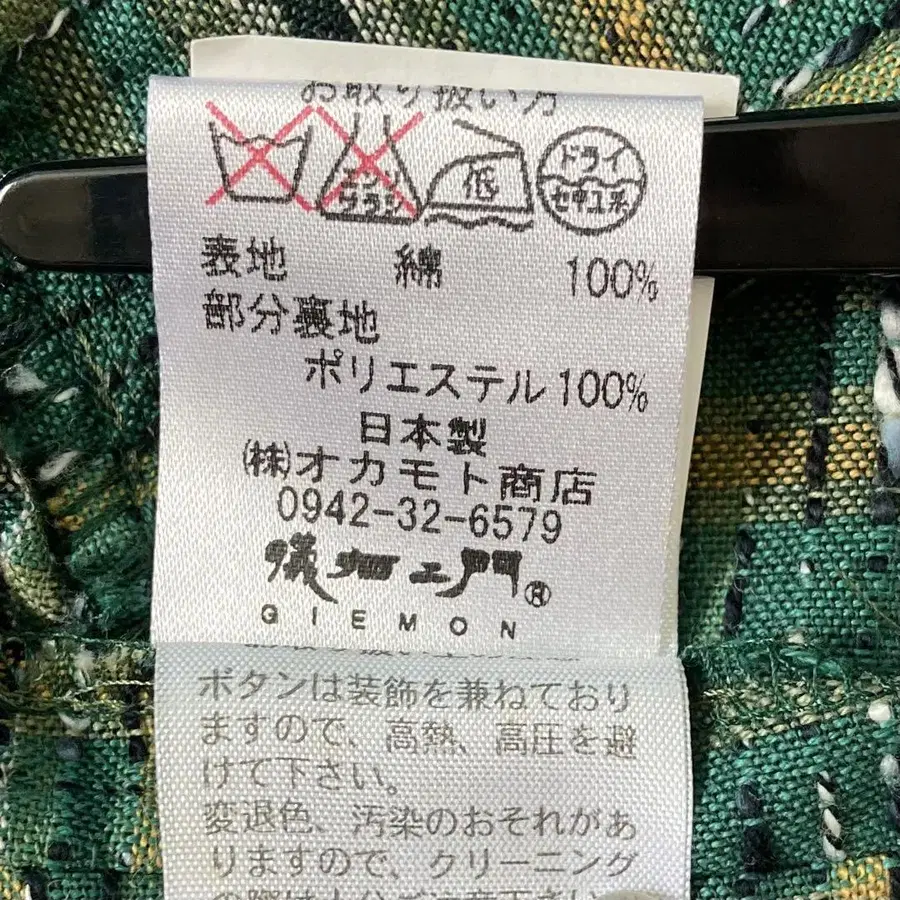 お取り扱い方
エンソ サラシ
低
ドライ
セキユ系
表地 綿 100%
部分裏地
ポリエステル100%
日本製
㈱オカモト商店
0942-32-6579
儀右ヱ門®
GIEMON
ボタンは装飾を兼ねており
ますので、高熱、高圧を避
けて下さい。
変退色、汚染のおそれがあ
りますので、クリーニング